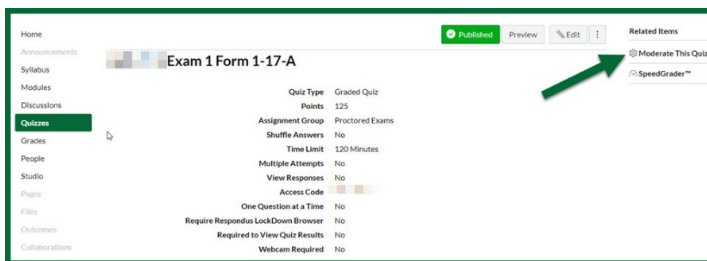 Home
Announcements
Syllabus
Modules
Discussions
Quizzes
Grades
People
Studio
Pages
Files
Outcomes
Collaborations
Published Preview Edit
Exam 1 Form 1-17-A
Quiz Type Graded Quiz
Points 125
Assignment Group Proctored Exams
Shuffle Answers No
Time Limit 120 Minutes
Multiple Attempts No
View Responses No
Access Code
One Question at a Time No
Require Respondus LockDown Browser No
Required to View Quiz Results No
Webcam Required No
Related Items
Moderate This Quiz
SpeedGrader™